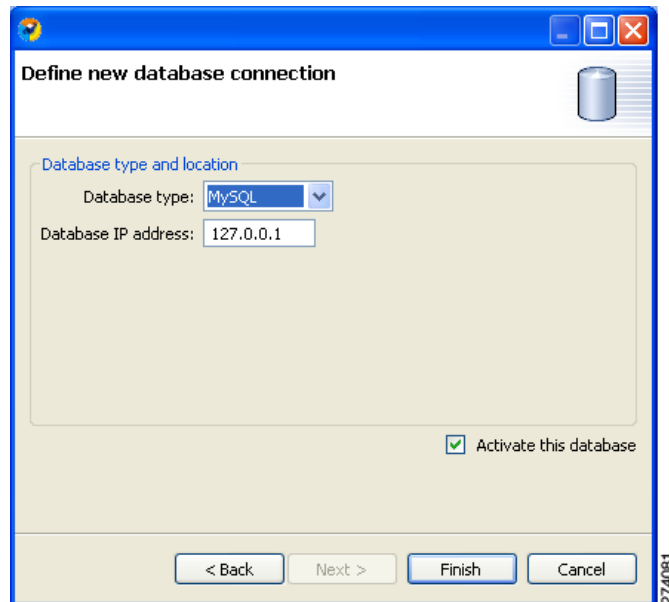 Define new database connection
Database type and location
Database type: MySQL
Database IP address: 127.0.0.1
Activate this database
< Back Next > Finish Cancel
274081